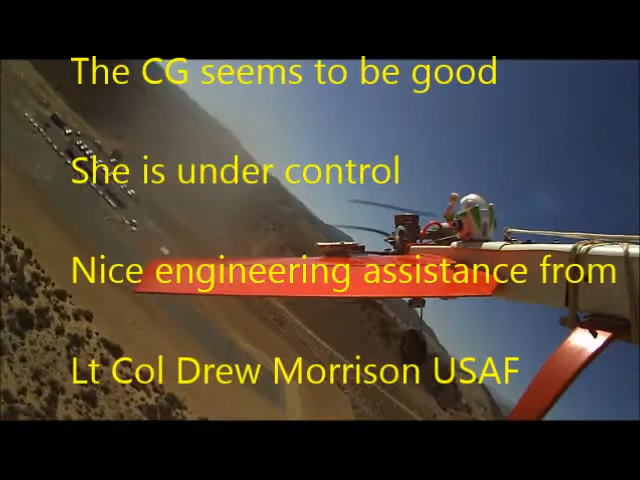 The CG seems to be good
She is under control
Nice engineering assistance from
Lt Col Drew Morrison USAF